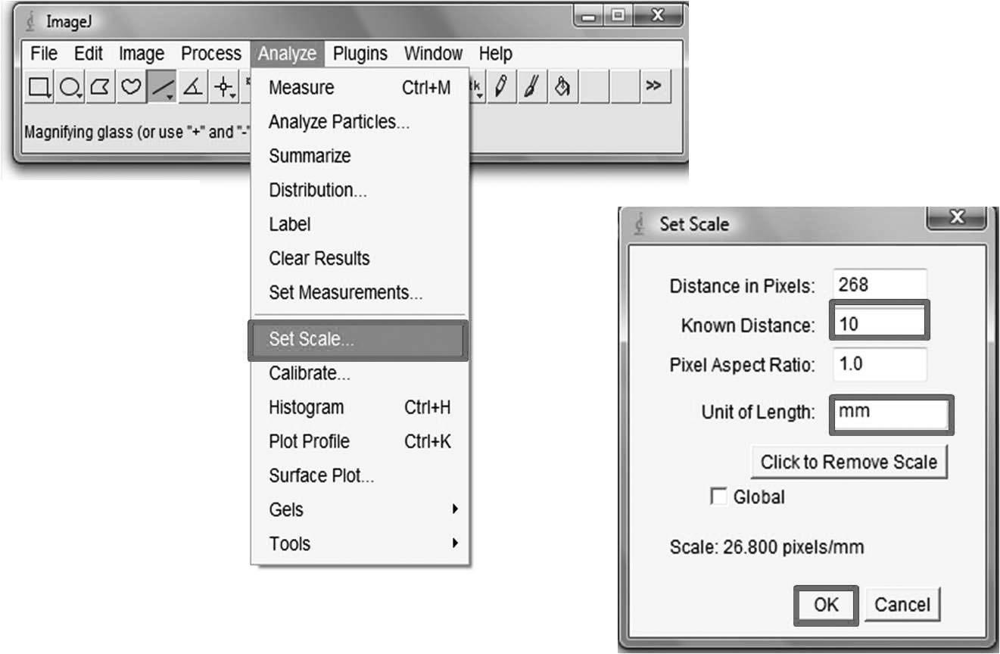 ImageJ
File Edit Image Process Analyze Plugins Window Help
Magnifying glass (or use "+" and "-"
Measure Ctrl+M
Analyze Particles...
Summarize
Distribution...
Label
Clear Results
Set Measurements...
Set Scale...
Calibrate...
Histogram Ctrl+H
Plot Profile Ctrl+K
Surface Plot...
Gels
Tools
>>
Set Scale
Distance in Pixels: 268
Known Distance: 10
Pixel Aspect Ratio: 1.0
Unit of Length: mm
Click to Remove Scale
Global
Scale: 26.800 pixels/mm
OK Cancel